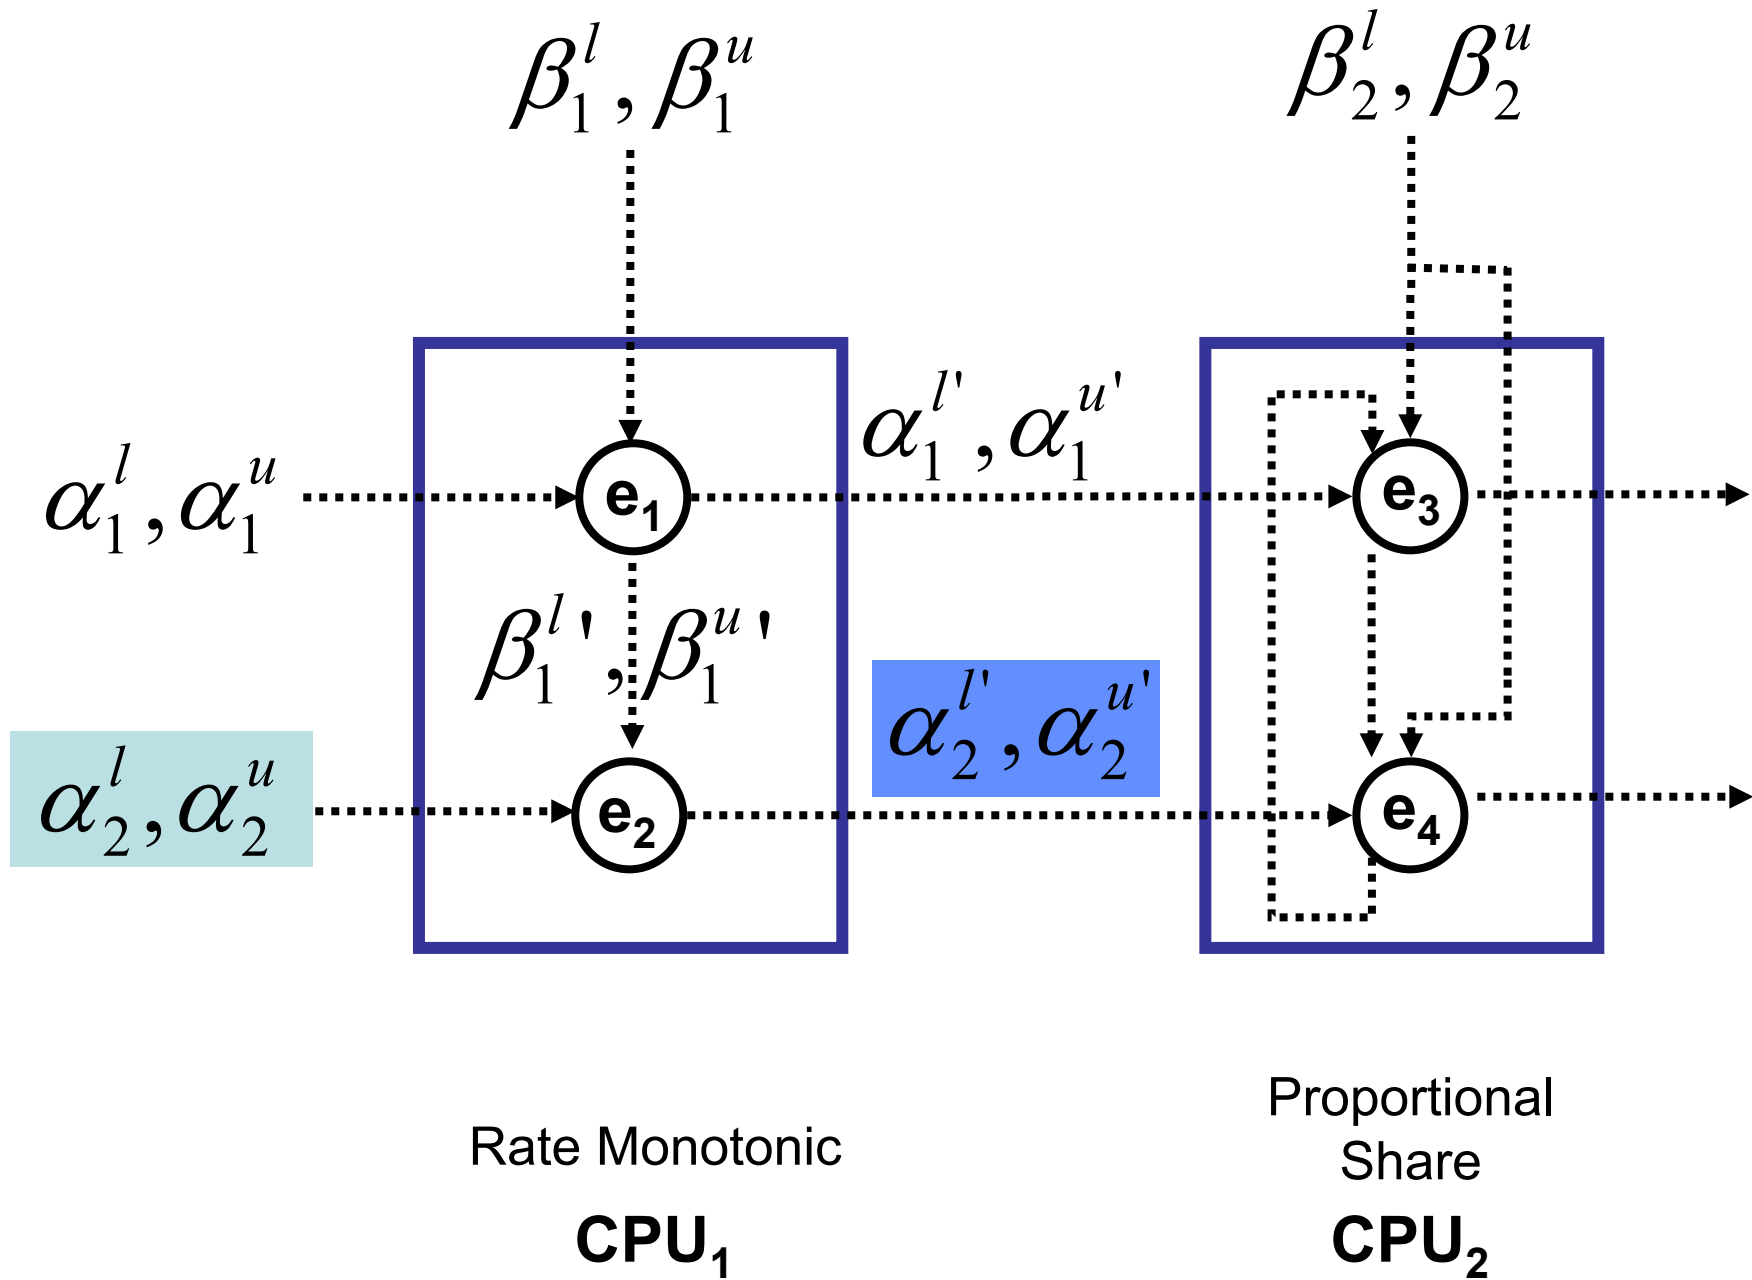 β₁ˡ, β₁ᵘ
β₂ˡ, β₂ᵘ
α₁ˡ, α₁ᵘ
e₁
α₁ˡ', α₁ᵘ'
e₃
β₁ˡ', β₁ᵘ'
α₂ˡ, α₂ᵘ
e₂
α₂ˡ', α₂ᵘ'
e₄
Rate Monotonic
CPU₁
Proportional
Share
CPU₂